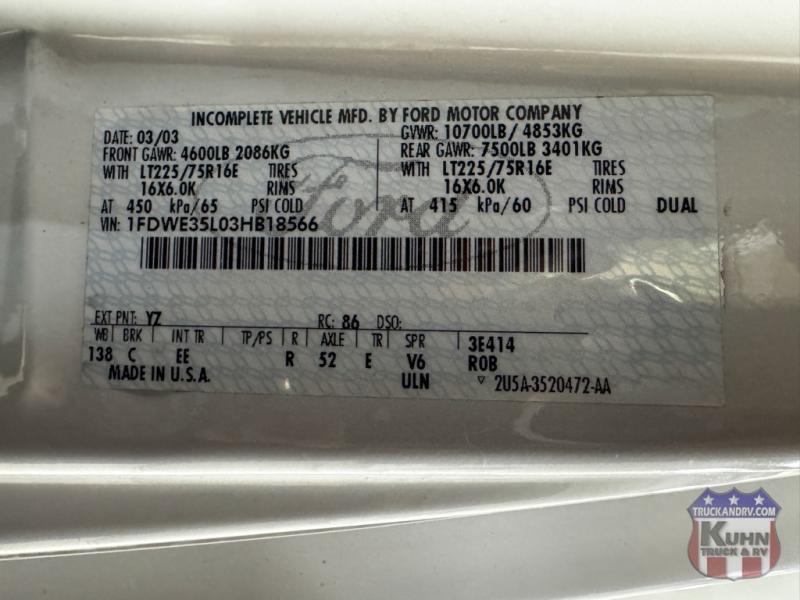 INCOMPLETE VEHICLE MFD. BY FORD MOTOR COMPANY
DATE: 03/03 GVWR: 10700LB/ 4853KG
FRONT GAWR: 4600LB 2086KG REAR GAWR: 7500LB 3401KG
WITH LT225/75R16E TIRES WITH LT225/75R16E TIRES
16X6.0K RIMS 16X6.0K RIMS
AT 450 kPa/65 PSI COLD AT 415 kPa/60 PSI COLD DUAL
VIN: 1FDWE35L03HB18566
Ford
EXT PNT: YZ RC: 86 DSO:
WB BRK INT TR TP/PS R AXLE TR SPR 3E414
138 C EE R 52 E V6 ROB
MADE IN U.S.A. ULN ▽ 2U5A-3520472-AA
TRUCKANDRV.COM
KUHN
TRUCK & RV